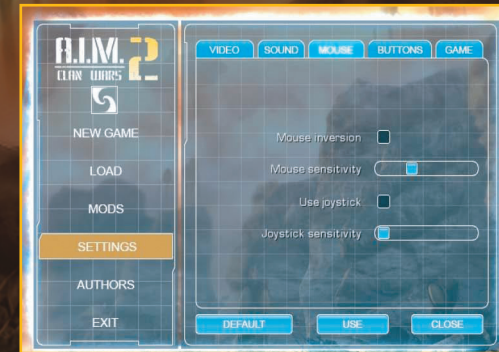 A.I.M. 2
CLAN WARS
NEW GAME
LOAD
MODS
SETTINGS
AUTHORS
EXIT
VIDEO SOUND MOUSE BUTTONS GAME
Mouse inversion
Mouse sensitivity
Use joystick
Joystick sensitivity
DEFAULT USE CLOSE